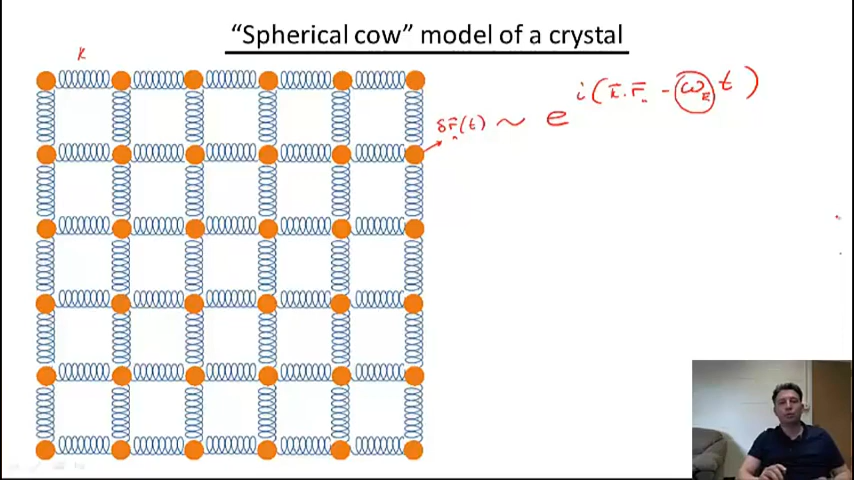 “Spherical cow” model of a crystal
K
δr̄ₙ(t) ~ e^{i(k̄·r̄ₙ - ω_k̄ t)}